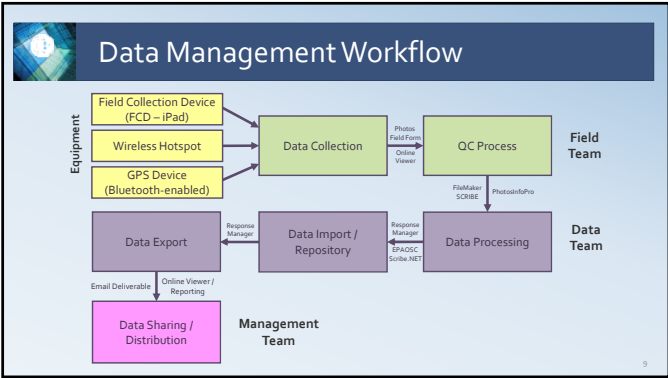 Data Management Workflow
Equipment
Field Collection Device
(FCD – iPad)
Wireless Hotspot
GPS Device
(Bluetooth-enabled)
Data Collection
Photos
Field Form
Online
Viewer
QC Process
Field
Team
FileMaker
SCRIBE
PhotosInfoPro
Data Export
Response
Manager
Data Import /
Repository
Response
Manager
EPAOSC
Scribe.NET
Data Processing
Data
Team
Email Deliverable
Online Viewer /
Reporting
Data Sharing /
Distribution
Management
Team
9